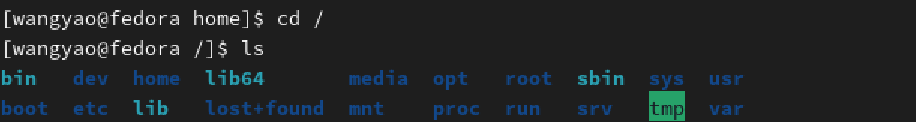 [wangyao@fedora home]$ cd /
[wangyao@fedora /]$ ls
bin dev home lib64 media opt root sbin sys usr
boot etc lib lost+found mnt proc run srv tmp var